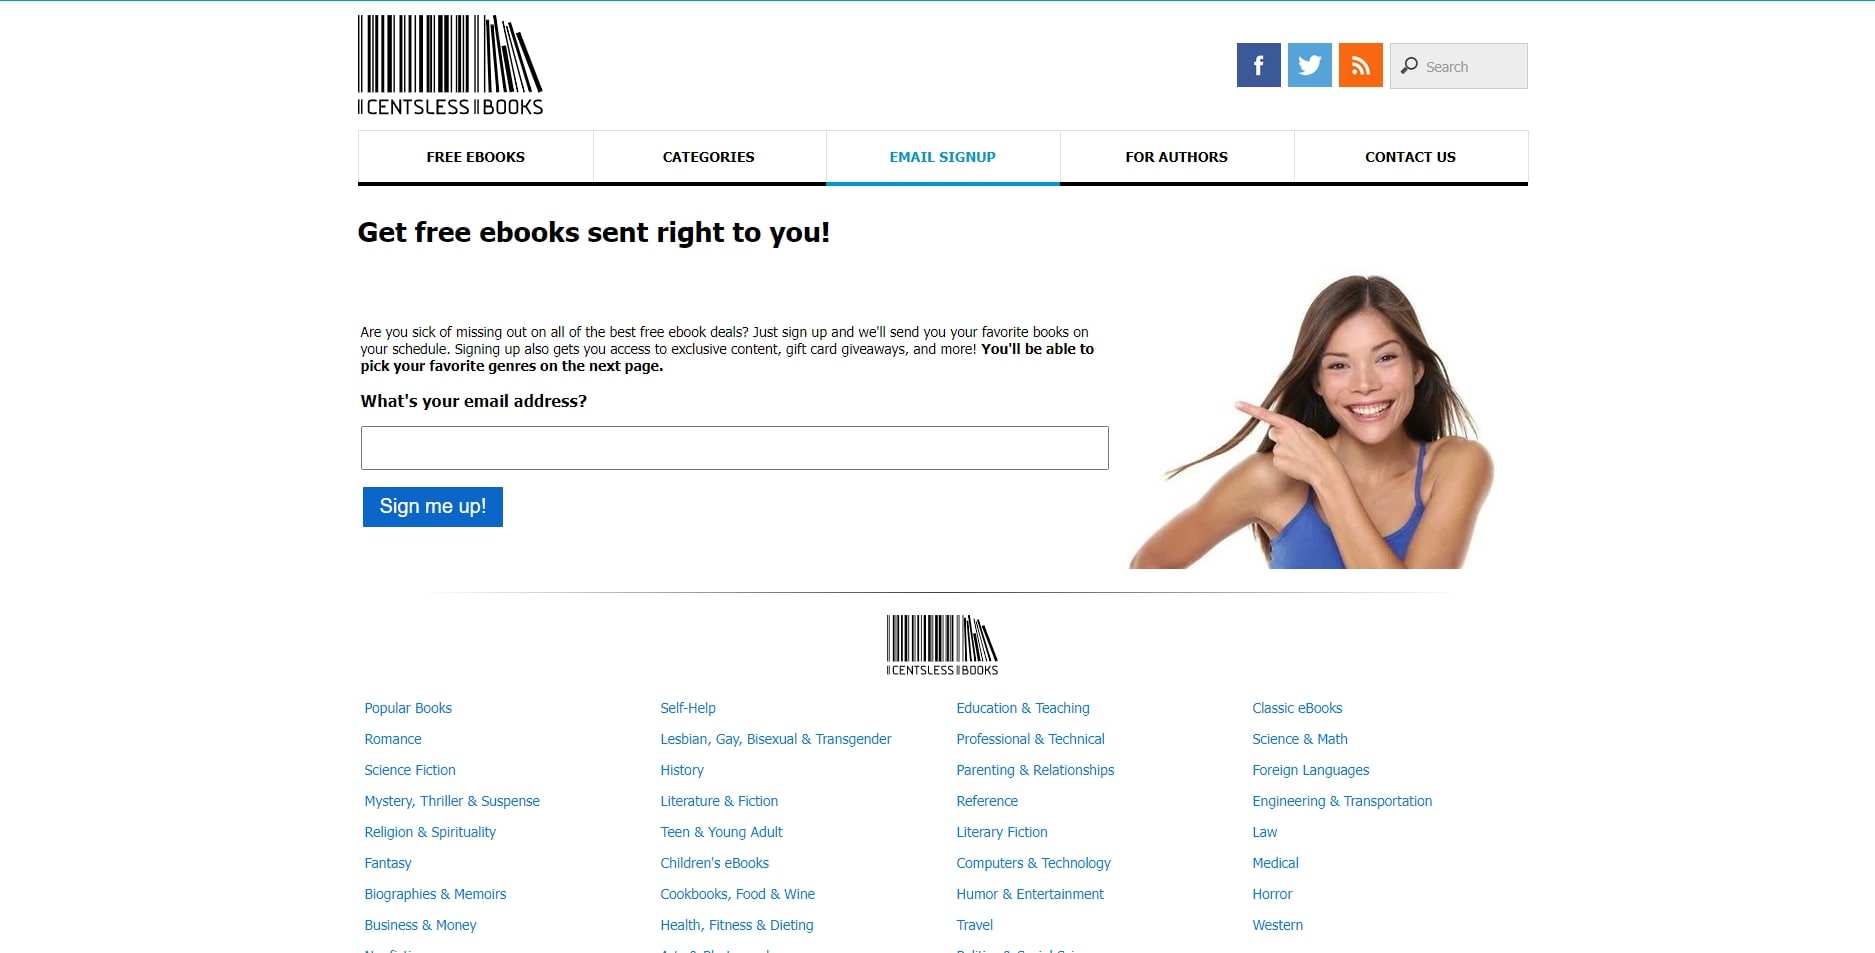 CENTSLESS BOOKS
Search
FREE EBOOKS
CATEGORIES
EMAIL SIGNUP
FOR AUTHORS
CONTACT US
Get free ebooks sent right to you!
Are you sick of missing out on all of the best free ebook deals? Just sign up and we'll send you your favorite books on
your schedule. Signing up also gets you access to exclusive content, gift card giveaways, and more! You'll be able to
pick your favorite genres on the next page.
What's your email address?
Sign me up!
CENTSLESS BOOKS
Popular Books
Romance
Science Fiction
Mystery, Thriller & Suspense
Religion & Spirituality
Fantasy
Biographies & Memoirs
Business & Money
Self-Help
Lesbian, Gay, Bisexual & Transgender
History
Literature & Fiction
Teen & Young Adult
Children's eBooks
Cookbooks, Food & Wine
Health, Fitness & Dieting
Education & Teaching
Professional & Technical
Parenting & Relationships
Reference
Literary Fiction
Computers & Technology
Humor & Entertainment
Travel
Classic eBooks
Science & Math
Foreign Languages
Engineering & Transportation
Law
Medical
Horror
Western